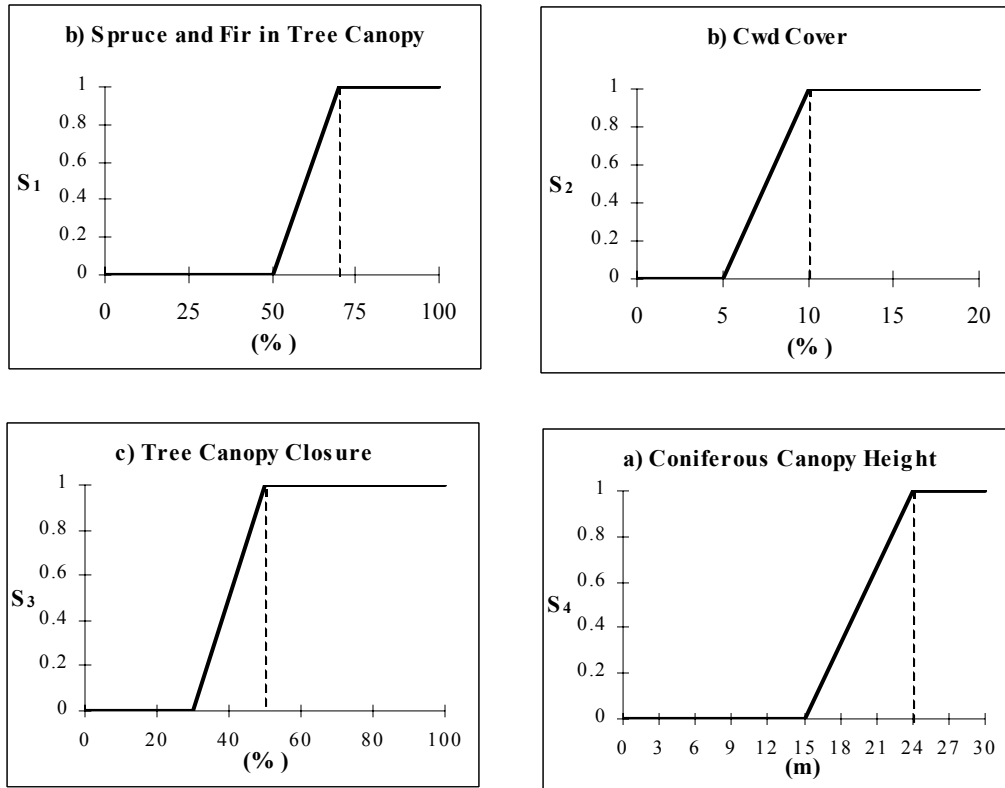 b) Spruce and Fir in Tree Canopy
1
0.8
0.6
S1
0.4
0.2
0
0 25 50 75 100
(% )
b) Cwd Cover
1
0.8
0.6
S2
0.4
0.2
0
0 5 10 15 20
(% )
c) Tree Canopy Closure
1
0.8
0.6
S3
0.4
0.2
0
0 20 40 60 80 100
(% )
a) Coniferous Canopy Height
1
0.8
0.6
S4
0.4
0.2
0
0 3 6 9 12 15 18 21 24 27 30
(m)